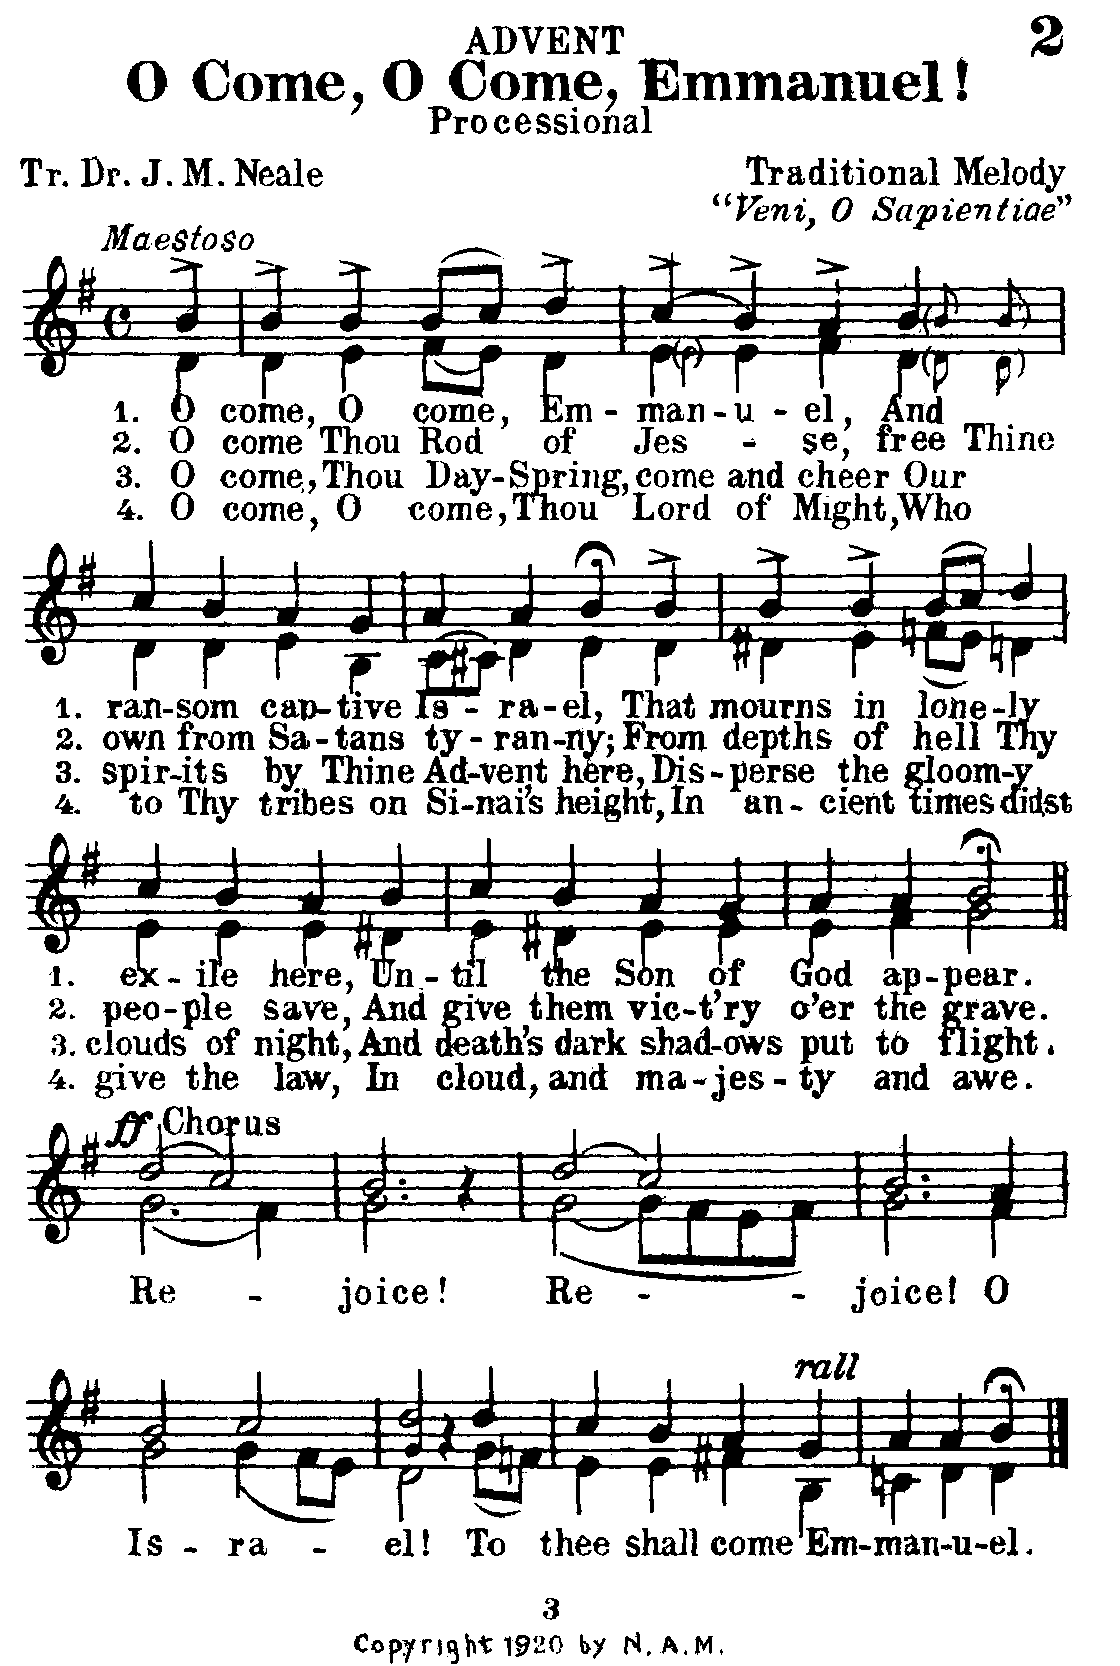 2
ADVENT
O Come, O Come, Emmanuel!
Processional
Tr. Dr. J. M. Neale
Traditional Melody
"Veni, O Sapientiae"
Maestoso
1. O come, O come, Em - man - u - el, And
2. O come Thou Rod of Jes - se, free Thine
3. O come, Thou Day-Spring, come and cheer Our
4. O come, O come, Thou Lord of Might, Who
1. ran-som cap-tive Is - ra-el, That mourns in lone-ly
2. own from Sa-tans ty-ran-ny; From depths of hell Thy
3. spir-its by Thine Ad-vent here, Dis-perse the gloom-y
4. to Thy tribes on Si-nai's height, In an-cient times didst
1. ex-ile here, Un-til the Son of God ap-pear.
2. peo-ple save, And give them vic-t'ry o'er the grave.
3. clouds of night, And death's dark shad-ows put to flight.
4. give the law, In cloud, and ma-jes-ty and awe.
ff Chorus
Re - joice! Re - - joice! O
rall
Is - ra - el! To thee shall come Em-man-u-el.
3
Copyright 1920 by N. A. M.